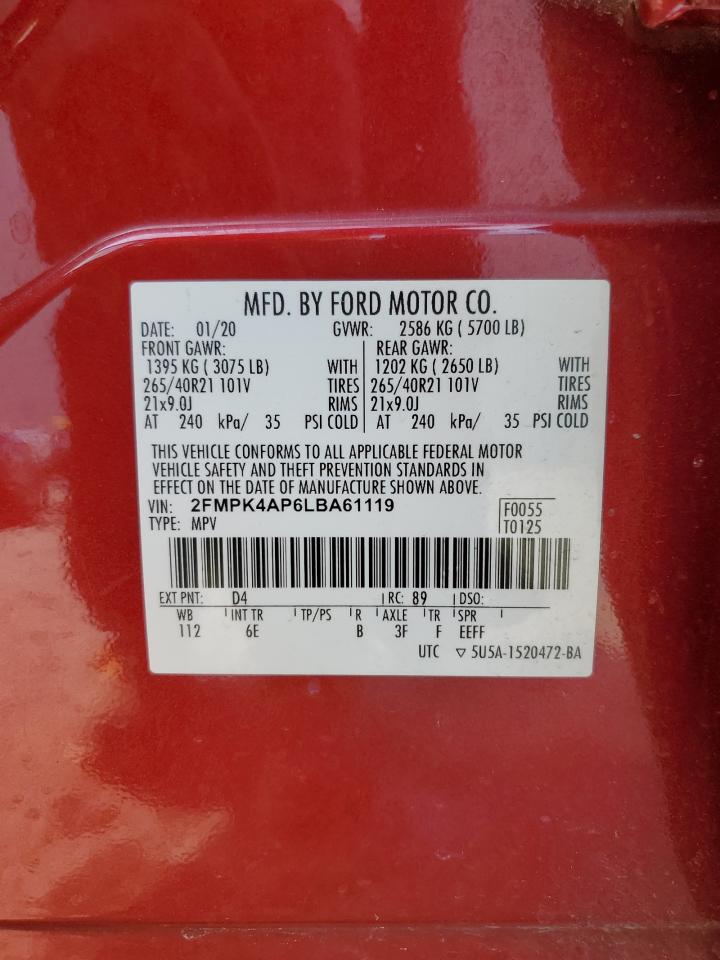 MFD. BY FORD MOTOR CO.
DATE: 01/20 GVWR: 2586 KG ( 5700 LB)
FRONT GAWR: REAR GAWR:
1395 KG ( 3075 LB) WITH 1202 KG ( 2650 LB) WITH
265/40R21 101V TIRES 265/40R21 101V TIRES
21x9.0J RIMS 21x9.0J RIMS
AT 240 kPa/ 35 PSI COLD AT 240 kPa/ 35 PSI COLD
THIS VEHICLE CONFORMS TO ALL APPLICABLE FEDERAL MOTOR
VEHICLE SAFETY AND THEFT PREVENTION STANDARDS IN
EFFECT ON THE DATE OF MANUFACTURE SHOWN ABOVE.
VIN: 2FMPK4AP6LBA61119 F0055
TYPE: MPV T0125
EXT PNT: D4 RC: 89 DSO:
WB INT TR TP/PS R AXLE TR SPR
112 6E B 3F F EEFF
UTC ▽ 5U5A-1520472-BA